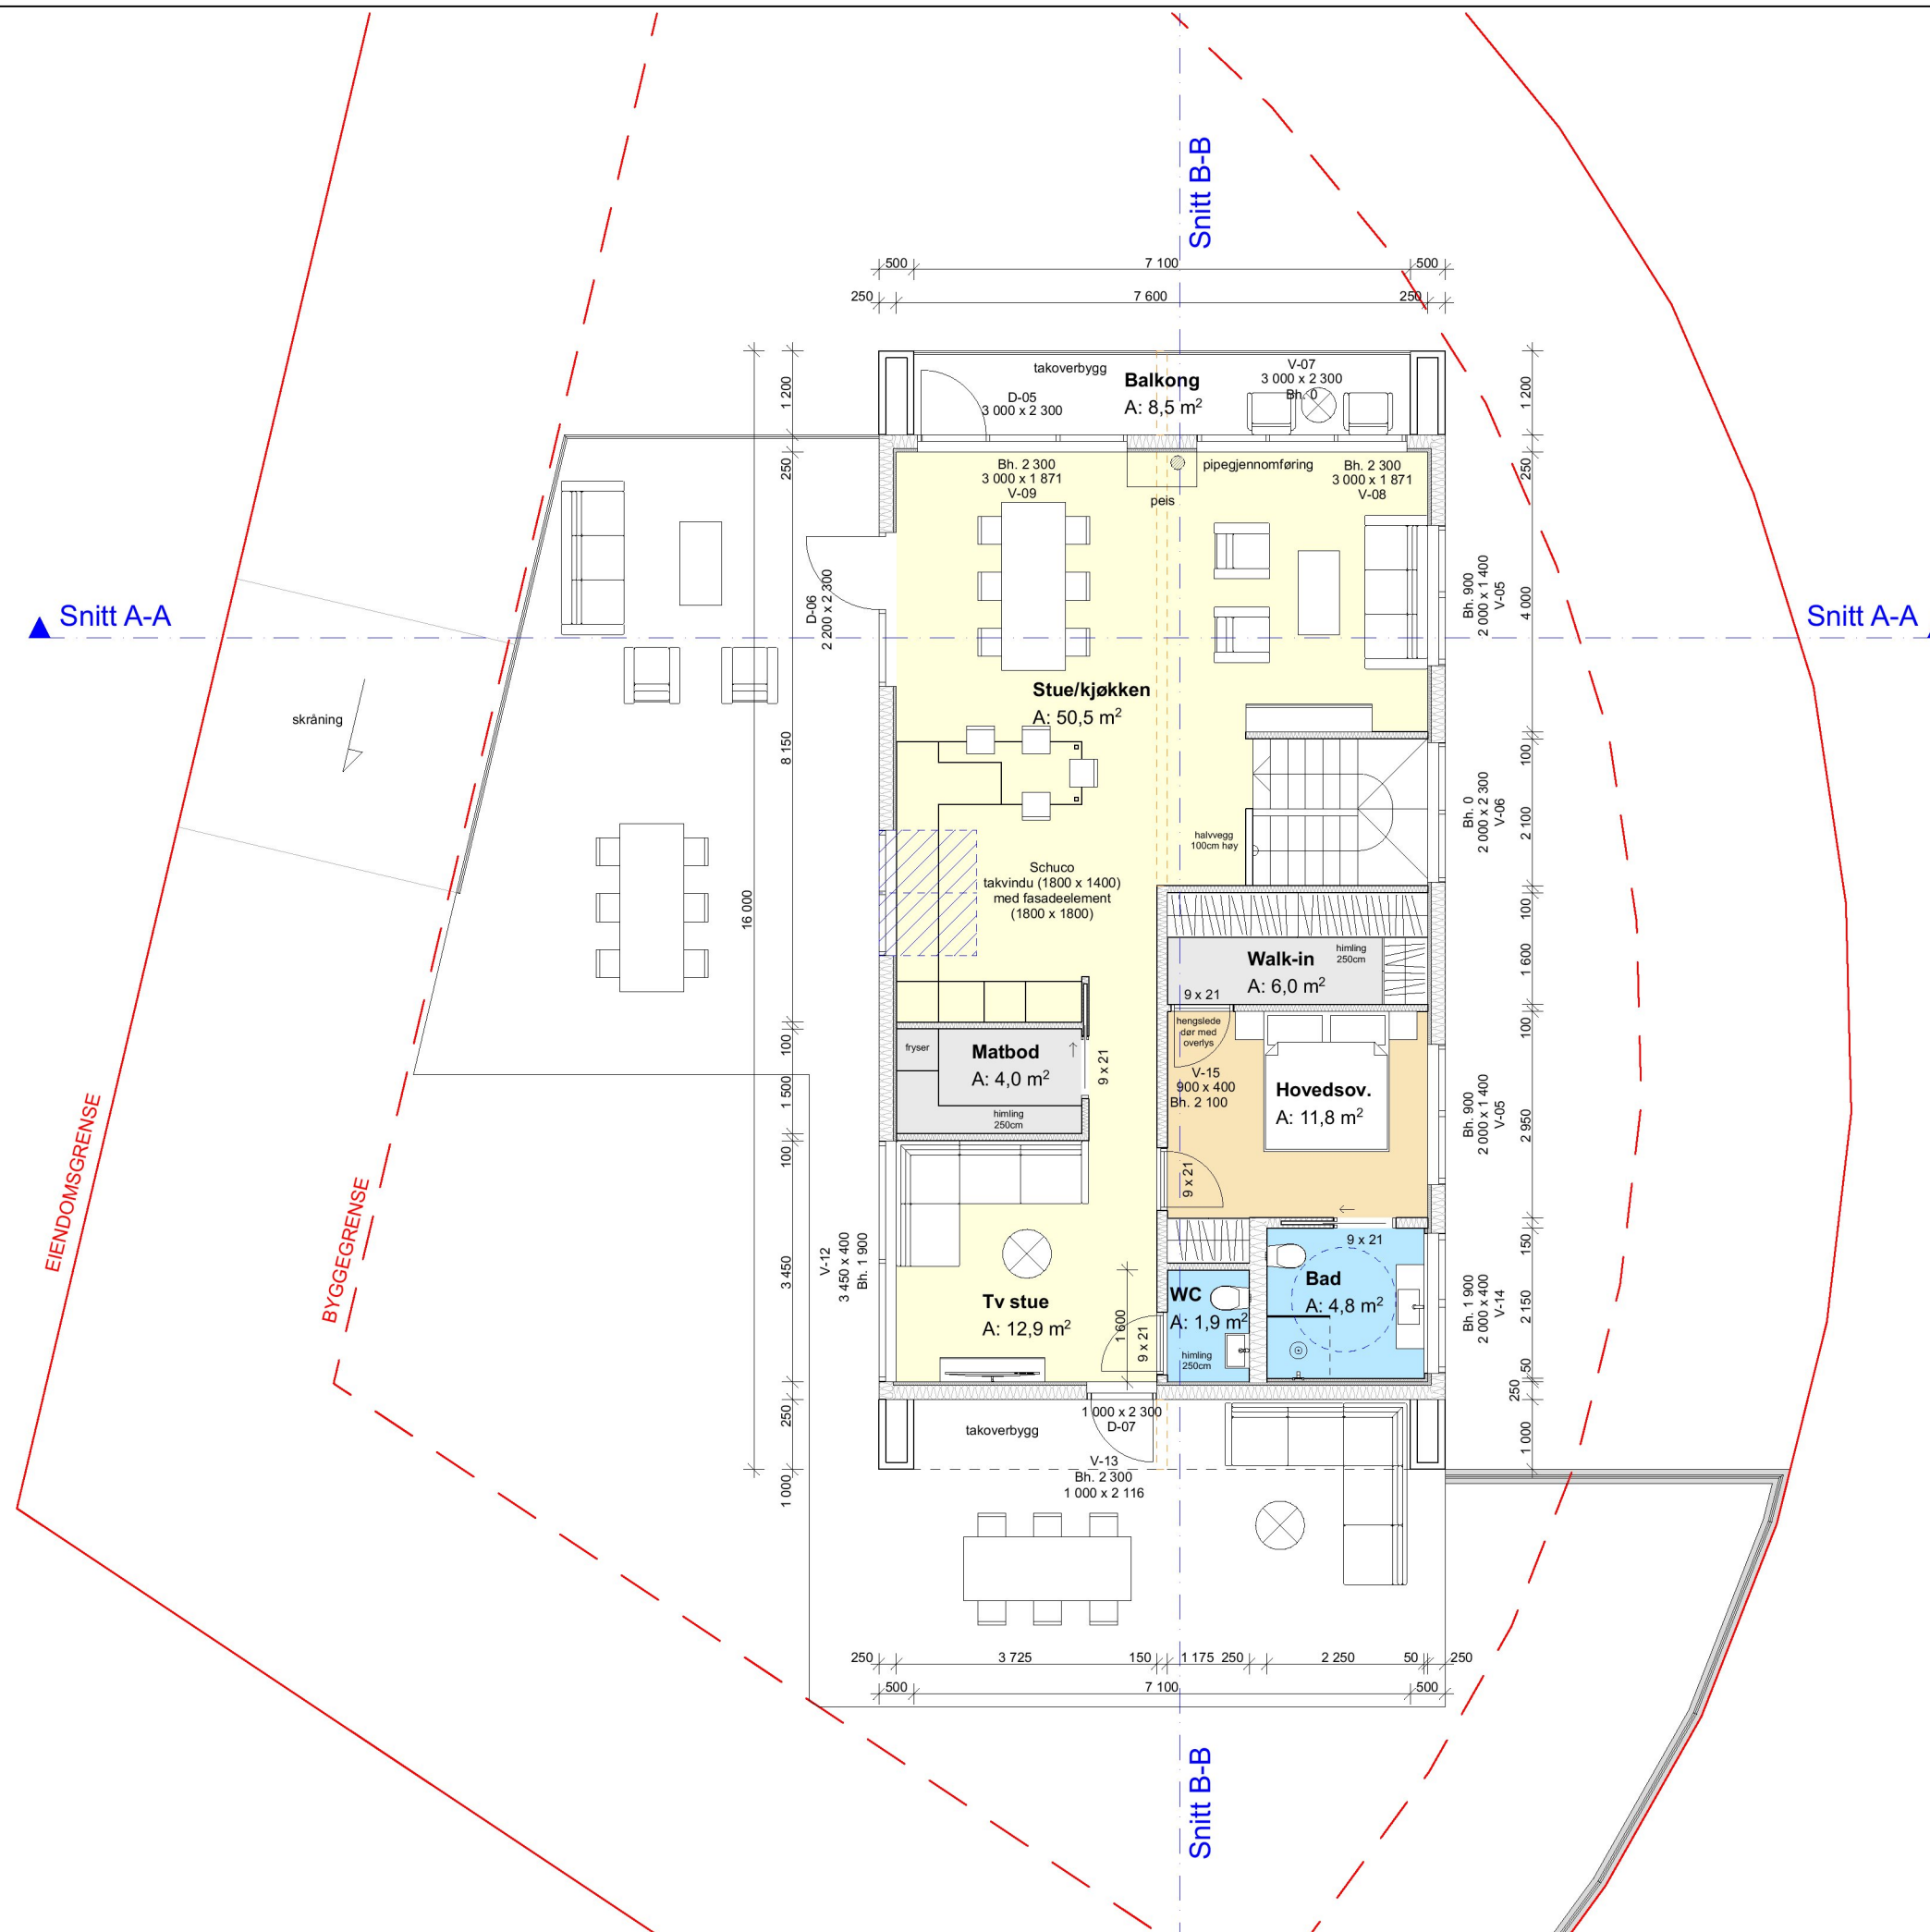 Snitt B-B
500
7 100
500
250
7 600
250
takoverbygg
Balkong
A: 8,5 m²
V-07
3 000 x 2 300
Bh. 0
D-05
3 000 x 2 300
1 200
1 200
250
250
Bh. 2 300
3 000 x 1 871
V-09
pipegjennomføring
peis
Bh. 2 300
3 000 x 1 871
V-08
D-06
2 200 x 2 300
Bh. 900
2 000 x 1 400
V-05
4 000
Snitt A-A
Snitt A-A
skråning
Stue/kjøkken
A: 50,5 m²
8 150
100
Bh. 0
2 000 x 2 300
V-06
2 100
halvvegg
100cm høy
Schuco
takvindu (1800 x 1400)
med fasadeelement
(1800 x 1800)
16 000
100
Walk-in
A: 6,0 m²
himling
250cm
1 600
9 x 21
100
hengslede
dør med
overlys
fryser
Matbod
A: 4,0 m²
himling
250cm
9 x 21
100
1 500
100
V-15
900 x 400
Bh. 2 100
Hovedsov.
A: 11,8 m²
Bh. 900
2 000 x 1 400
V-05
2 950
9 x 21
EIENDOMSGRENSE
BYGGEGRENSE
V-12
3 450 x 400
Bh. 1 900
3 450
Tv stue
A: 12,9 m²
1 600
9 x 21
WC
A: 1,9 m²
himling
250cm
9 x 21
Bad
A: 4,8 m²
150
Bh. 1 900
2 000 x 400
V-14
2 150
50
250
250
1 000
1 000
takoverbygg
1 000 x 2 300
D-07
V-13
Bh. 2 300
1 000 x 2 116
250
3 725
150
1 175
250
2 250
50
250
500
7 100
500
Snitt B-B